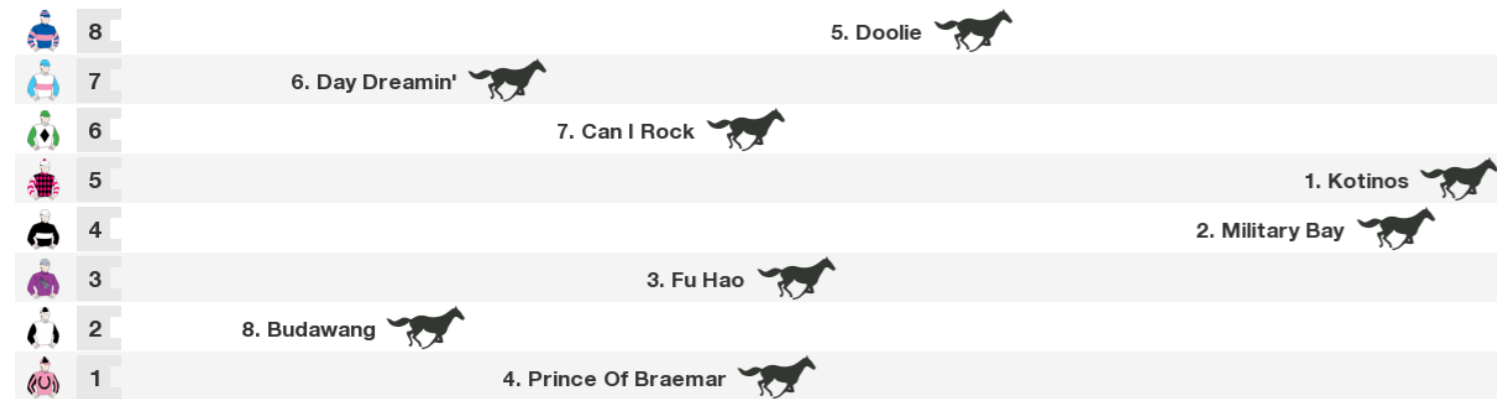 8 5. Doolie
7 6. Day Dreamin'
6 7. Can I Rock
5 1. Kotinos
4 2. Military Bay
3 3. Fu Hao
2 8. Budawang
1 4. Prince Of Braemar